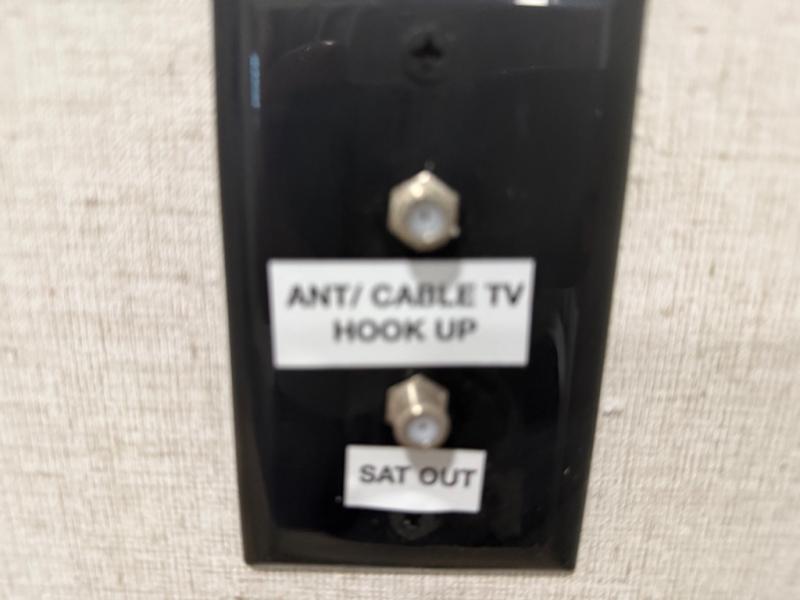 ANT/ CABLE TV
HOOK UP
SAT OUT